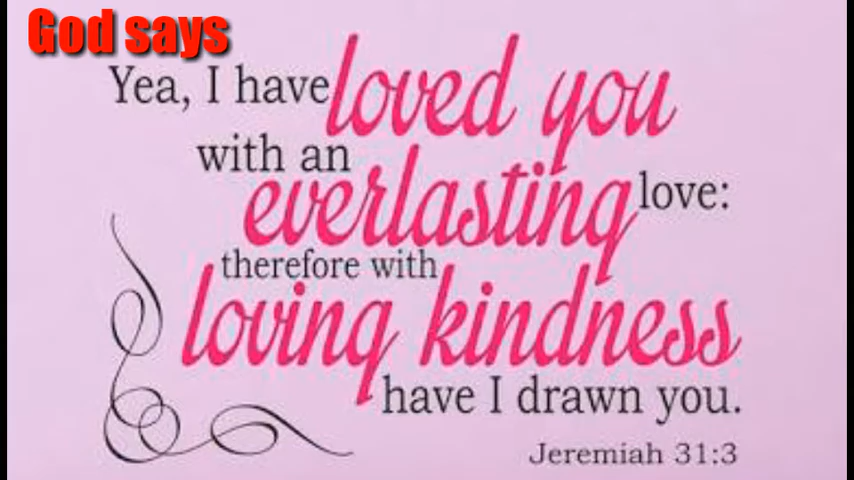 God says
Yea, I have loved you
with an
everlasting love:
therefore with
loving kindness
have I drawn you.
Jeremiah 31:3